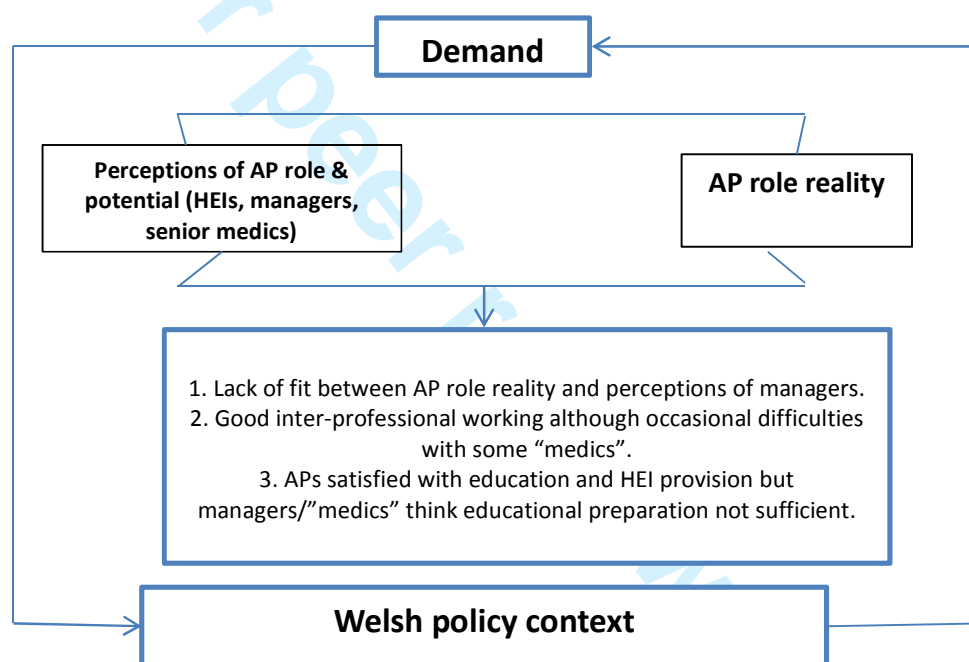 Demand
Perceptions of AP role &
potential (HEIs, managers,
senior medics)
AP role reality
1. Lack of fit between AP role reality and perceptions of managers.
2. Good inter-professional working although occasional difficulties
with some “medics”.
3. APs satisfied with education and HEI provision but
managers/”medics” think educational preparation not sufficient.
Welsh policy context
r peer r w